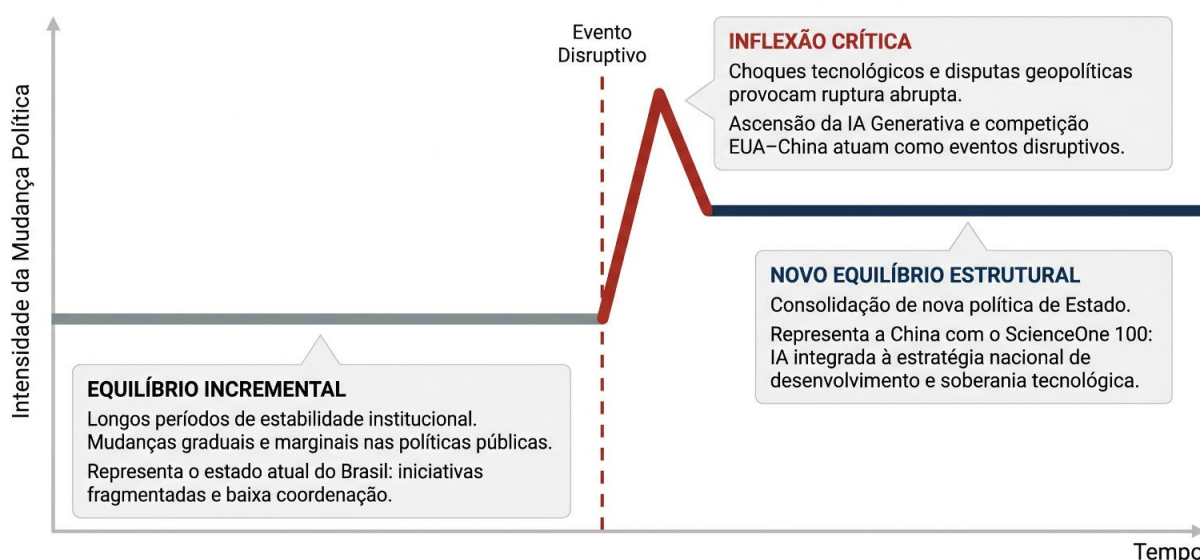 Intensidade da Mudança Política
Evento
Disruptivo
INFLEXÃO CRÍTICA
Choques tecnológicos e disputas geopolíticas
provocam ruptura abrupta.
Ascensão da IA Generativa e competição
EUA–China atuam como eventos disruptivos.
EQUILÍBRIO INCREMENTAL
Longos períodos de estabilidade institucional.
Mudanças graduais e marginais nas políticas públicas.
Representa o estado atual do Brasil: iniciativas
fragmentadas e baixa coordenação.
NOVO EQUILÍBRIO ESTRUTURAL
Consolidação de nova política de Estado.
Representa a China com o ScienceOne 100:
IA integrada à estratégia nacional de
desenvolvimento e soberania tecnológica.
Tempo